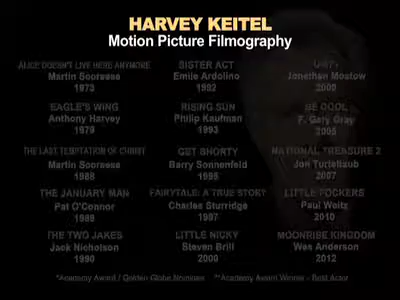 HARVEY KEITEL
Motion Picture Filmography
ALICE DOESN'T LIVE HERE ANYMORE
Martin Scorsese
1973
SISTER ACT
Emile Ardolino
1992
U-571
Jonathan Mostow
2000
EAGLE'S WING
Anthony Harvey
1979
RISING SUN
Philip Kaufman
1993
BE COOL
F. Gary Gray
2005
THE LAST TEMPTATION OF CHRIST
Martin Scorsese
1988
GET SHORTY
Barry Sonnenfeld
1995
NATIONAL TREASURE 2
Jon Turteltaub
2007
THE JANUARY MAN
Pat O'Connor
1989
FAIRYTALE: A TRUE STORY
Charles Sturridge
1997
LITTLE FOCKERS
Paul Weitz
2010
THE TWO JAKES
Jack Nicholson
1990
LITTLE NICKY
Steven Brill
2000
MOONRISE KINGDOM
Wes Anderson
2012
*Academy Award / Golden Globe Nominee **Academy Award Winner - Best Actor